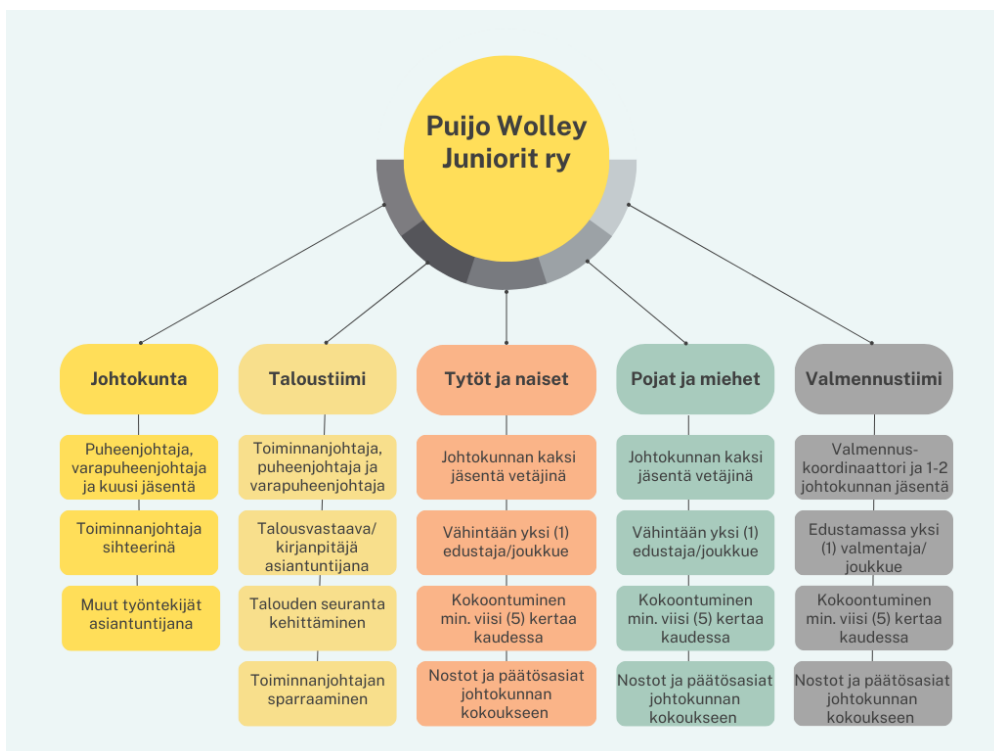 Puijo Wolley
Juniorit ry
Johtokunta
Puheenjohtaja,
varapuheenjohtaja
ja kuusi jäsentä
Toiminnanjohtaja
sihteerinä
Muut työntekijät
asiantuntijana
Taloustiimi
Toiminnanjohtaja,
puheenjohtaja ja
varapuheenjohtaja
Talousvastaava/
kirjanpitäjä
asiantuntijana
Talouden seuranta
kehittäminen
Toiminnanjohtajan
sparraaminen
Tytöt ja naiset
Johtokunnan kaksi
jäsentä vetäjinä
Vähintään yksi (1)
edustaja/joukkue
Kokoontuminen
min. viisi (5) kertaa
kaudessa
Nostot ja päätösasiat
johtokunnan
kokoukseen
Pojat ja miehet
Johtokunnan kaksi
jäsentä vetäjinä
Vähintään yksi (1)
edustaja/joukkue
Kokoontuminen
min. viisi (5) kertaa
kaudessa
Nostot ja päätösasiat
johtokunnan
kokoukseen
Valmennustiimi
Valmennus-
koordinaattori ja 1-2
johtokunnan jäsentä
Edustamassa yksi
(1) valmentaja/
joukkue
Kokoontuminen
min. viisi (5) kertaa
kaudessa
Nostot ja päätösasiat
johtokunnan
kokoukseen